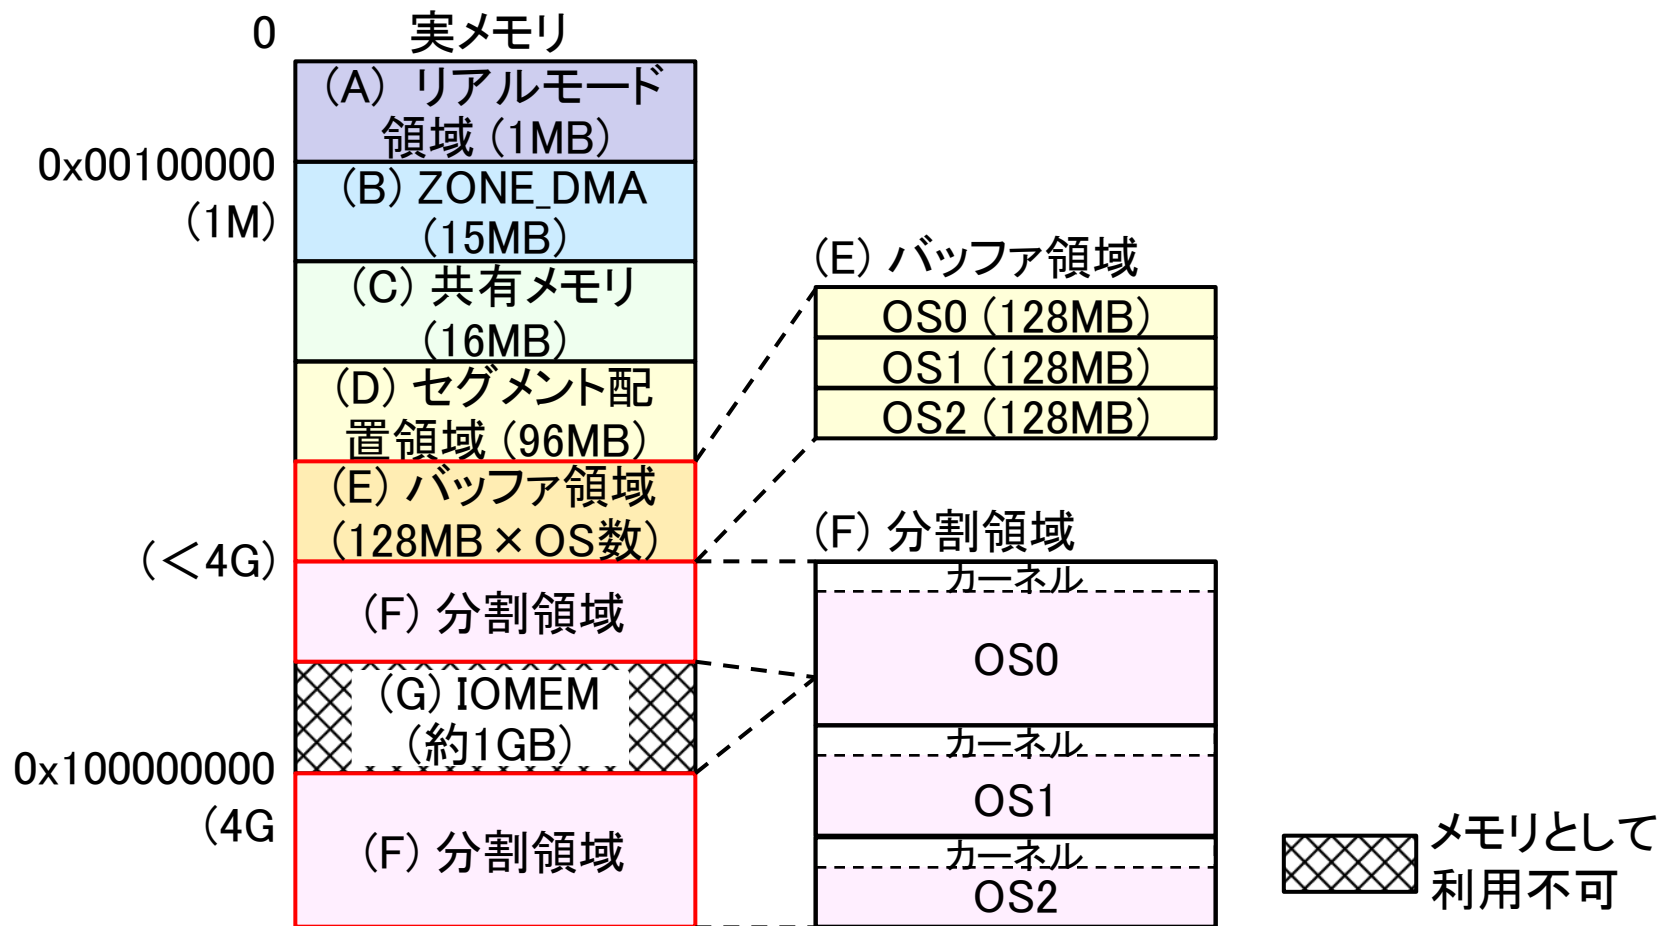 0
実メモリ
(A) リアルモード
領域 (1MB)
0x00100000
(1M)
(B) ZONE_DMA
(15MB)
(C) 共有メモリ
(16MB)
(D) セグメント配
置領域 (96MB)
(E) バッファ領域
(128MB×OS数)
(<4G)
(F) 分割領域
(G) IOMEM
(約1GB)
0x100000000
(4G
(F) 分割領域
(E) バッファ領域
OS0 (128MB)
OS1 (128MB)
OS2 (128MB)
(F) 分割領域
カーネル
OS0
カーネル
OS1
カーネル
OS2
メモリとして
利用不可